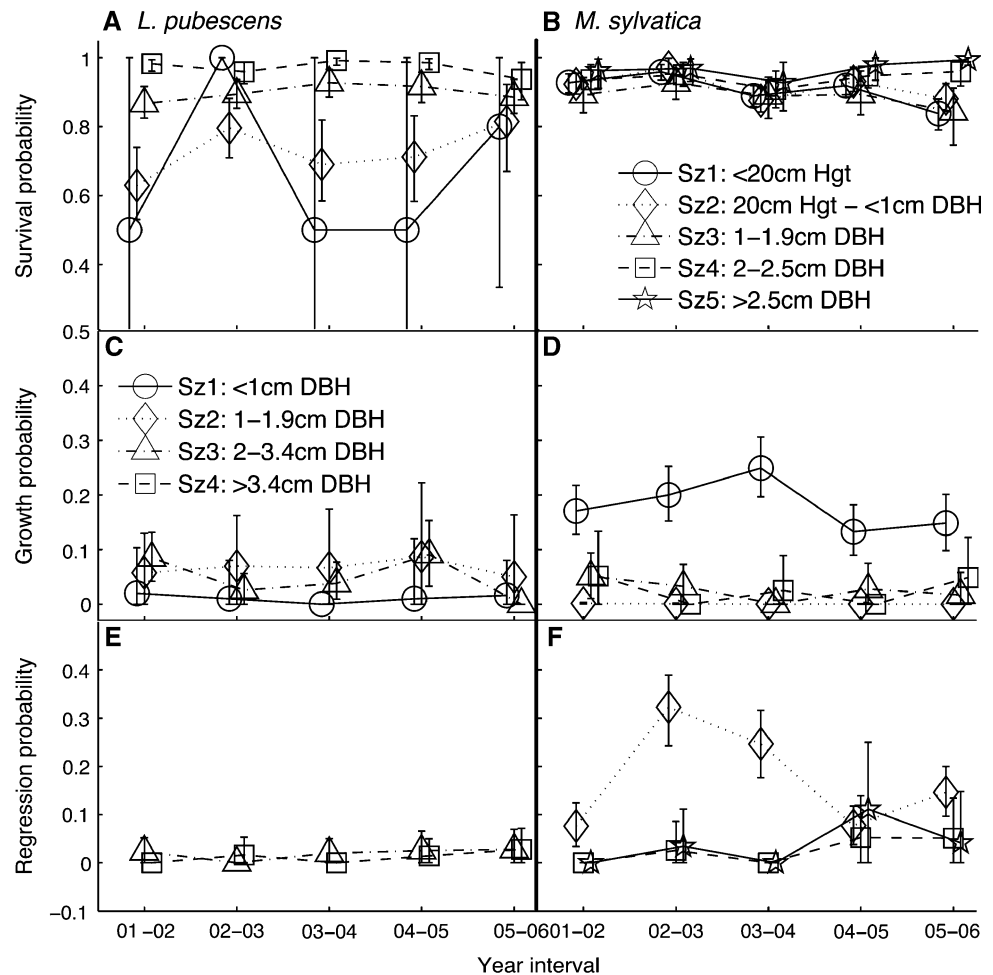 A L. pubescens
B M. sylvatica
Survival probability
1
0.8
0.6
0.4
0.5
Sz1: <20cm Hgt
Sz2: 20cm Hgt – <1cm DBH
Sz3: 1–1.9cm DBH
Sz4: 2–2.5cm DBH
Sz5: >2.5cm DBH
C
D
Growth probability
0.4
0.3
0.2
0.1
0
Sz1: <1cm DBH
Sz2: 1–1.9cm DBH
Sz3: 2–3.4cm DBH
Sz4: >3.4cm DBH
E
F
Regression probability
0.4
0.3
0.2
0.1
0
–0.1
01–02 02–03 03–04 04–05 05–06 01–02 02–03 03–04 04–05 05–06
Year interval